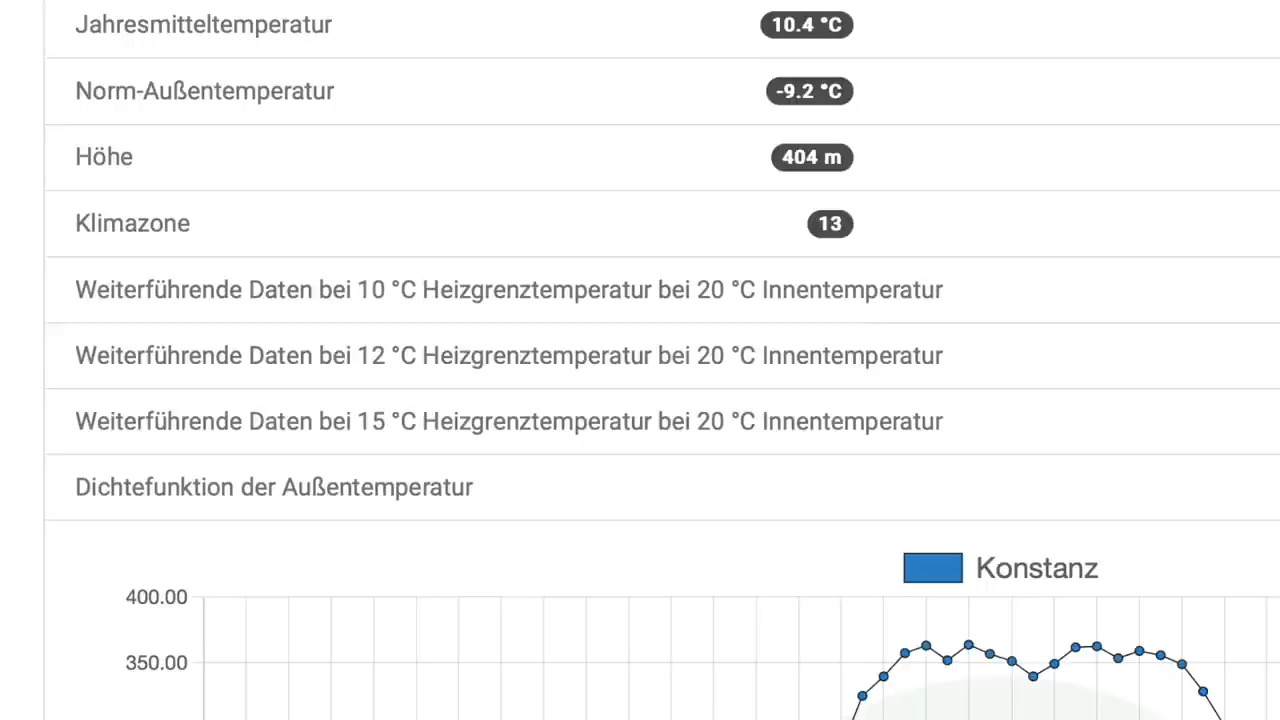 Jahresmitteltemperatur 10.4 °C
Norm-Außentemperatur -9.2 °C
Höhe 404 m
Klimazone 13
Weiterführende Daten bei 10 °C Heizgrenztemperatur bei 20 °C Innentemperatur
Weiterführende Daten bei 12 °C Heizgrenztemperatur bei 20 °C Innentemperatur
Weiterführende Daten bei 15 °C Heizgrenztemperatur bei 20 °C Innentemperatur
Dichtefunktion der Außentemperatur
Konstanz
400.00
350.00